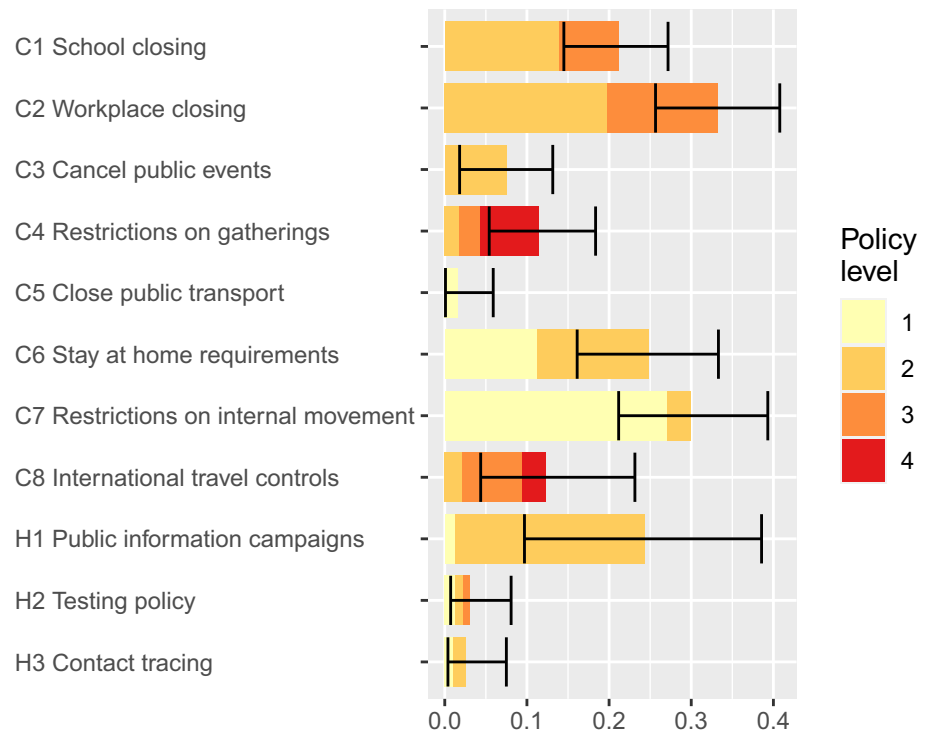 C1 School closing
C2 Workplace closing
C3 Cancel public events
C4 Restrictions on gatherings
C5 Close public transport
C6 Stay at home requirements
C7 Restrictions on internal movement
C8 International travel controls
H1 Public information campaigns
H2 Testing policy
H3 Contact tracing
0.0 0.1 0.2 0.3 0.4
Policy
level
1
2
3
4